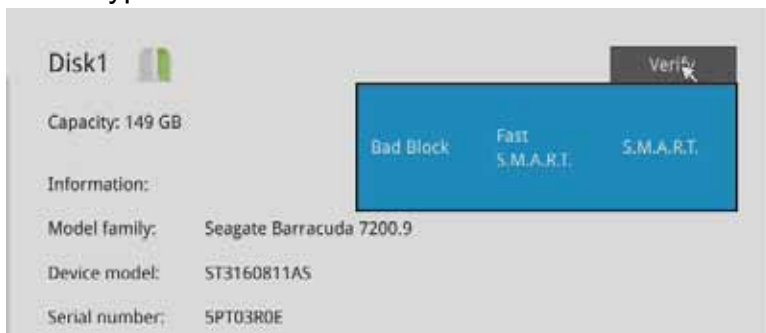 Disk1
Verify
Capacity: 149 GB
Bad Block Fast S.M.A.R.T. S.M.A.R.T.
Information:
Model family: Seagate Barracuda 7200.9
Device model: ST3160811AS
Serial number: 5PT03R0E